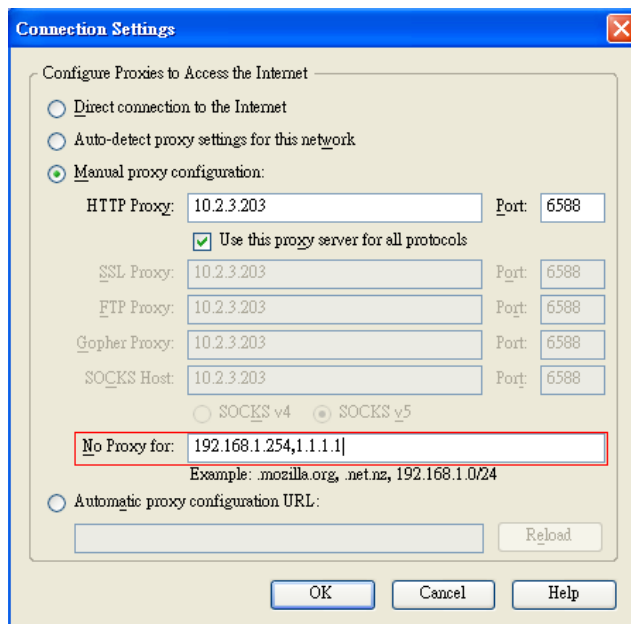 Connection Settings
Configure Proxies to Access the Internet
Direct connection to the Internet
Auto-detect proxy settings for this network
Manual proxy configuration:
HTTP Proxy: 10.2.3.203 Port: 6588
Use this proxy server for all protocols
SSL Proxy: 10.2.3.203 Port: 6588
FTP Proxy: 10.2.3.203 Port: 6588
Gopher Proxy: 10.2.3.203 Port: 6588
SOCKS Host: 10.2.3.203 Port: 6588
SOCKS v4 SOCKS v5
No Proxy for: 192.168.1.254,1.1.1.1
Example: .mozilla.org, .net.nz, 192.168.1.0/24
Automatic proxy configuration URL:
Reload
OK Cancel Help